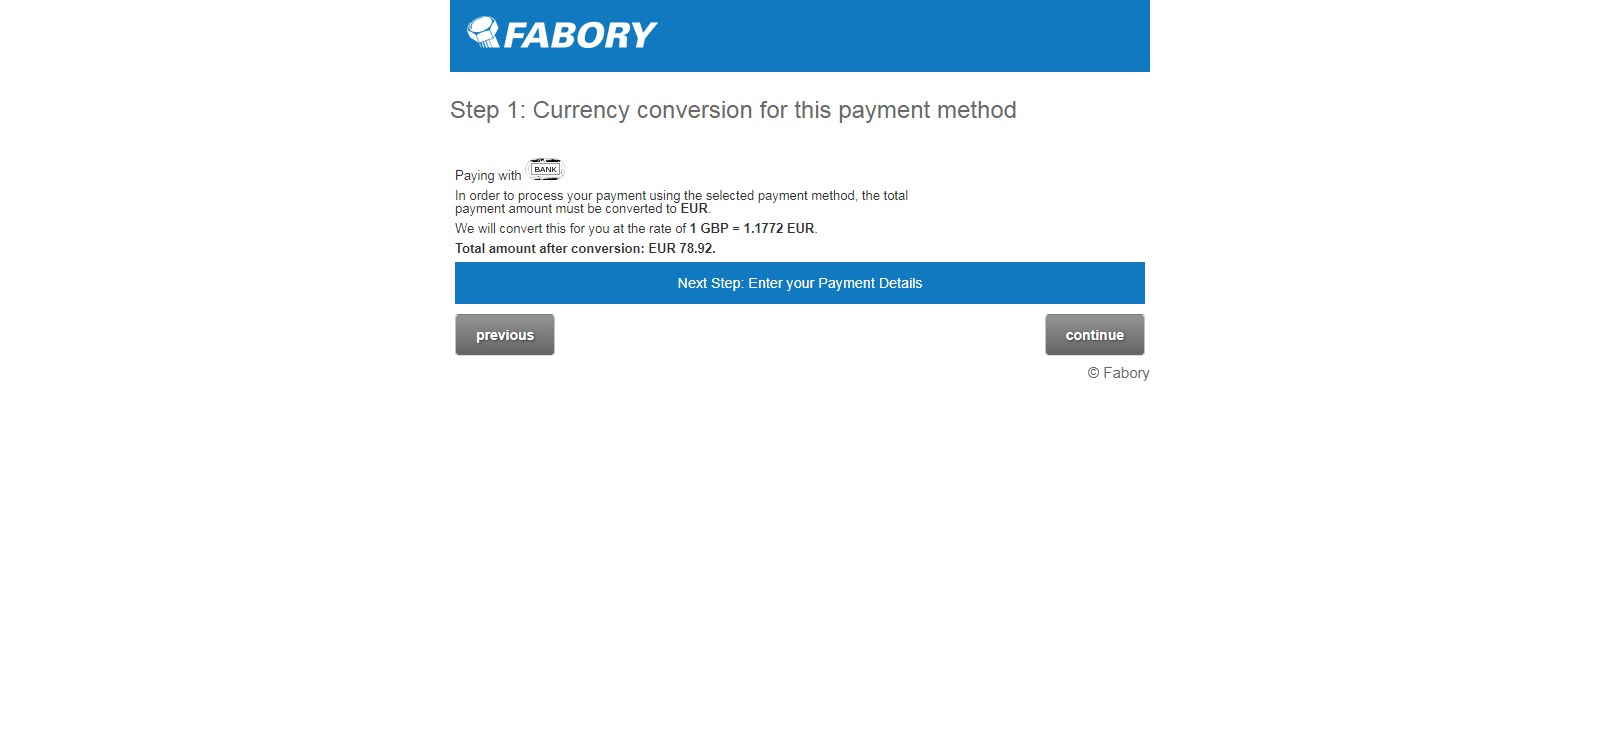 FABORY
Step 1: Currency conversion for this payment method
Paying with BANK
In order to process your payment using the selected payment method, the total
payment amount must be converted to EUR.
We will convert this for you at the rate of 1 GBP = 1.1772 EUR.
Total amount after conversion: EUR 78.92.
Next Step: Enter your Payment Details
previous
continue
© Fabory